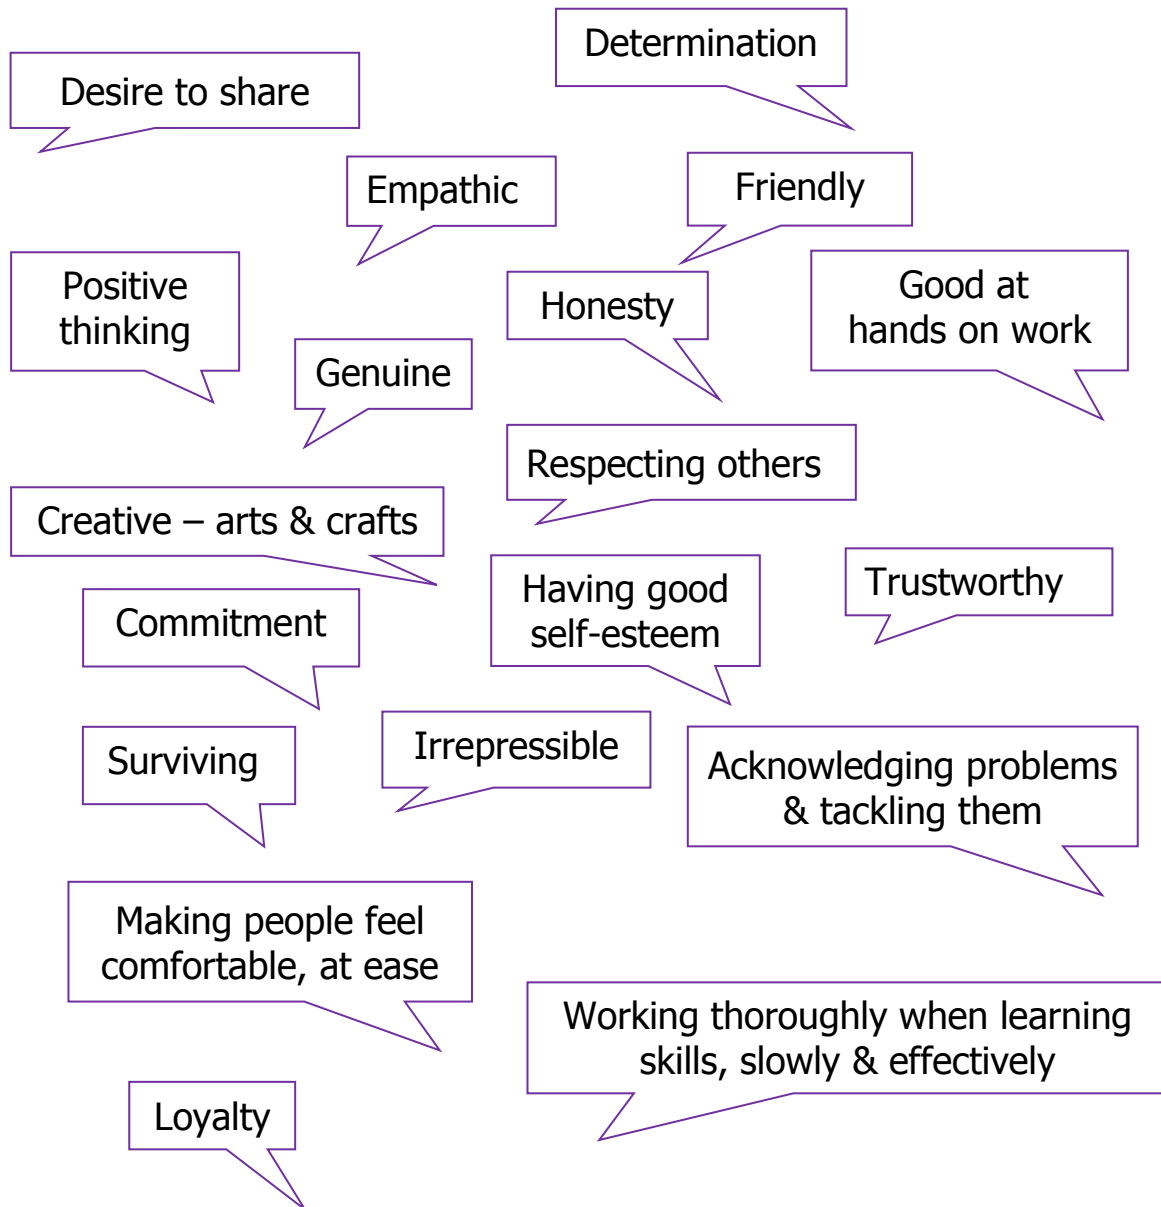 Determination
Desire to share
Empathic
Friendly
Positive
thinking
Honesty
Good at
hands on work
Genuine
Respecting others
Creative – arts & crafts
Having good
self-esteem
Trustworthy
Commitment
Surviving
Irrepressible
Acknowledging problems
& tackling them
Making people feel
comfortable, at ease
Working thoroughly when learning
skills, slowly & effectively
Loyalty